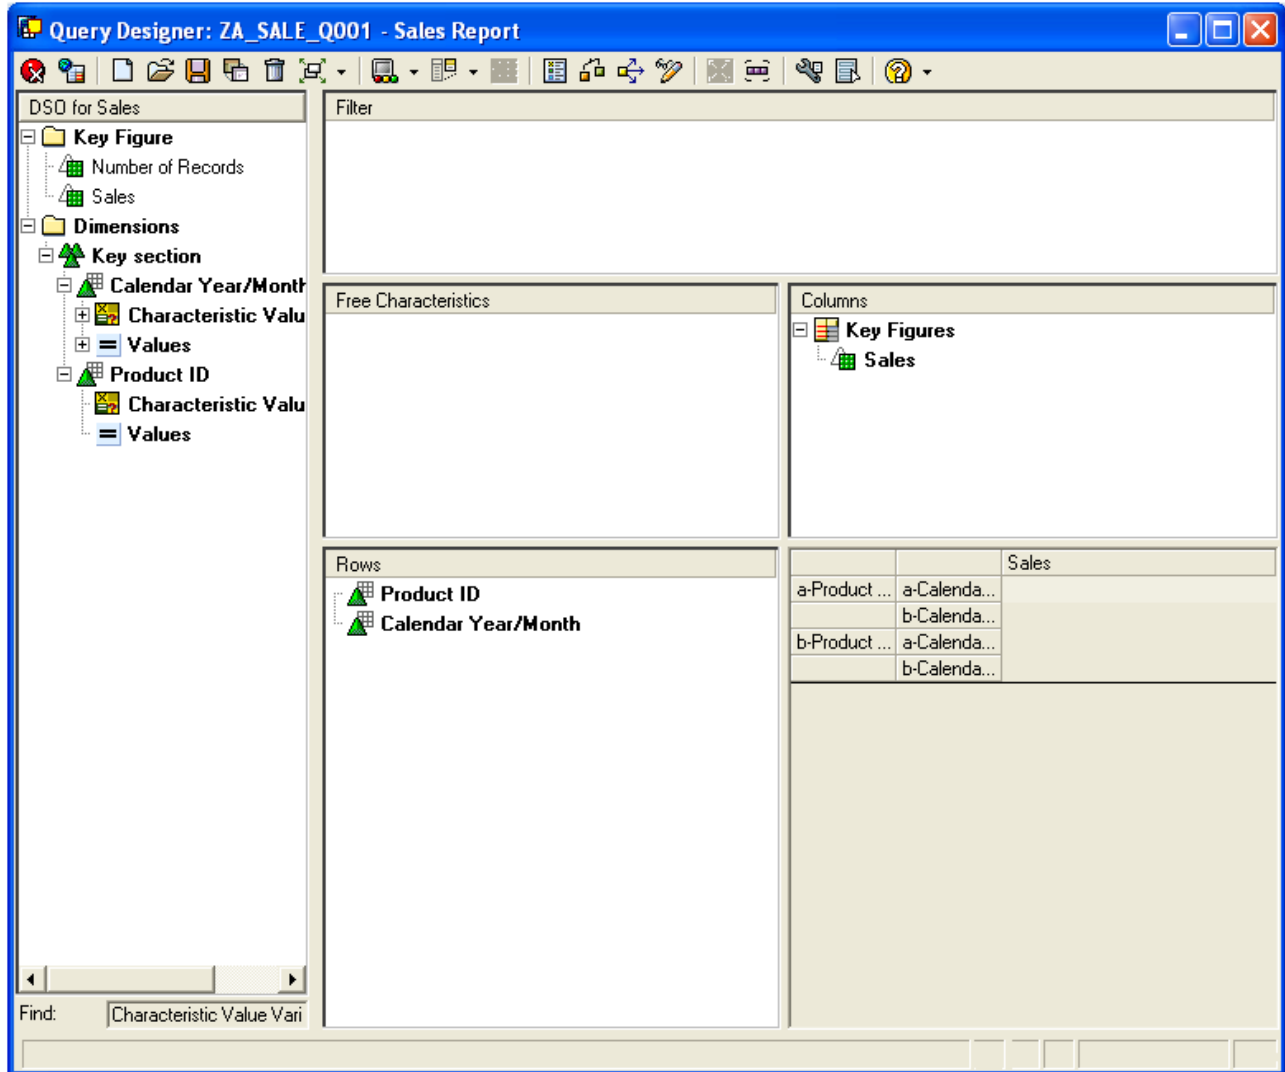 Query Designer: ZA_SALE_Q001 - Sales Report
DSO for Sales
Key Figure
Number of Records
Sales
Dimensions
Key section
Calendar Year/Month
Characteristic Valu
Values
Product ID
Characteristic Valu
Values
Find: Characteristic Value Vari
Filter
Free Characteristics
Columns
Key Figures
Sales
Rows
Product ID
Calendar Year/Month
Sales
a-Product ... a-Calenda...
b-Calenda...
b-Product ... a-Calenda...
b-Calenda...